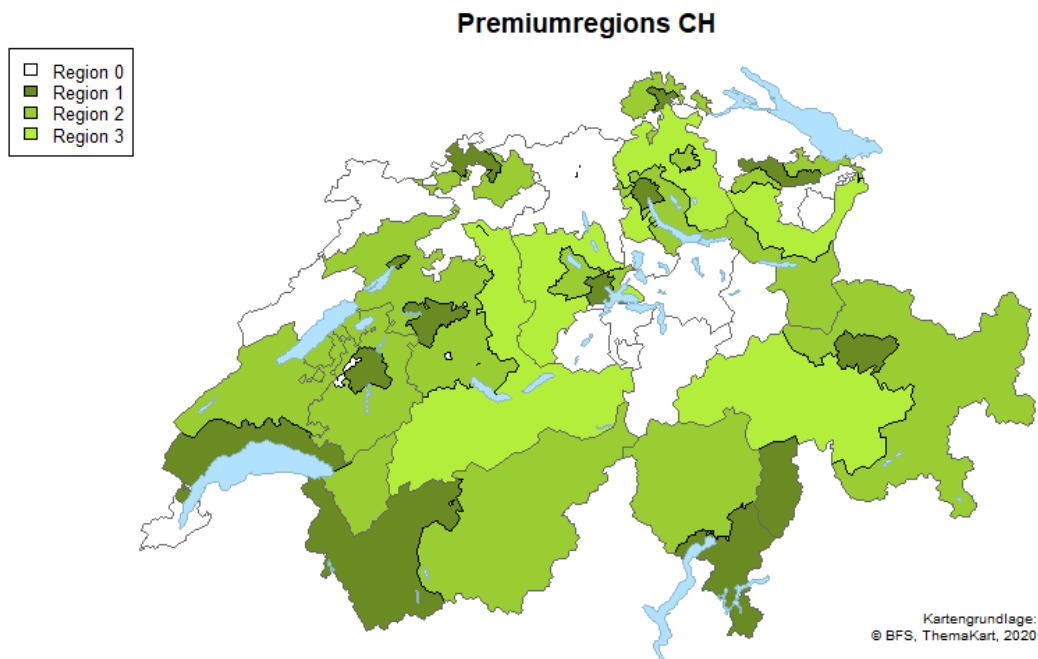 Premiumregions CH
Region 0
Region 1
Region 2
Region 3
Kartengrundlage:
© BFS, ThemaKart, 2020